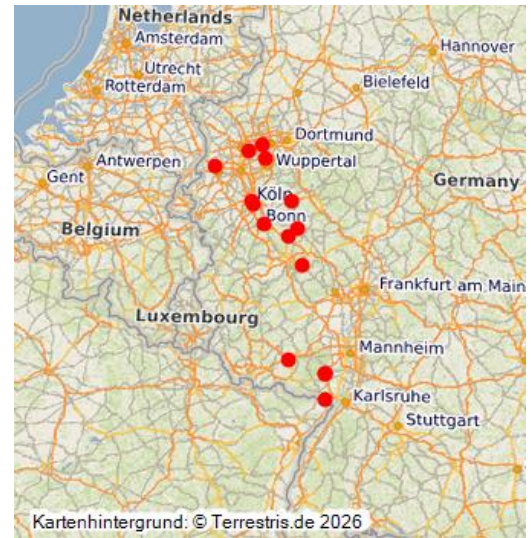 Netherlands
Amsterdam
Hannover
Utrecht
Rotterdam
Bielefeld
Dortmund
Antwerpen
Wuppertal
Gent
Germany
Köln
Bonn
Belgium
Frankfurt am Main
Luxembourg
Mannheim
Karlsruhe
Stuttgart
Kartenhintergrund: © Terrestris.de 2026